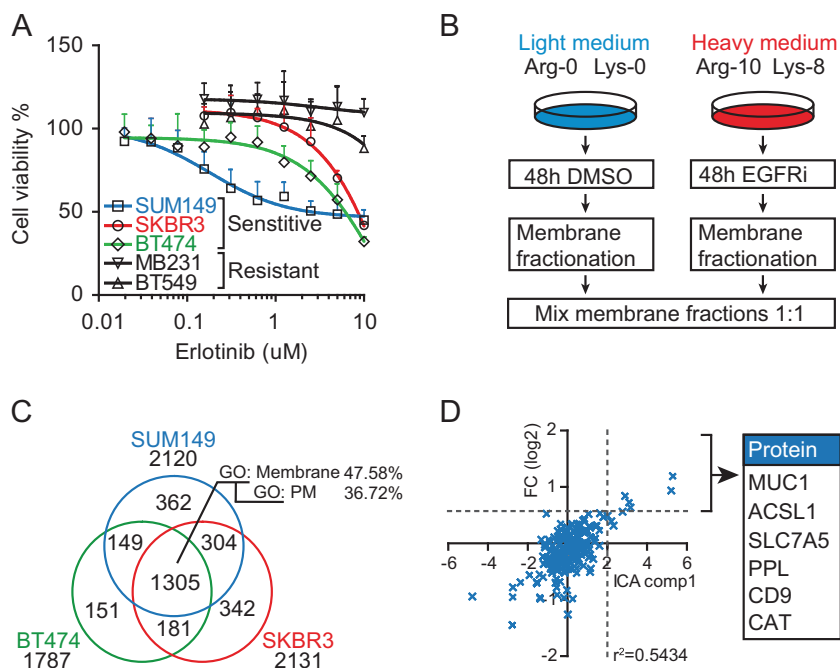 A
150
100
50
0
Cell viability %
SUM149
SKBR3
BT474
Senstitive
MB231
BT549
Resistant
0.01
0.1
1
10
Erlotinib (uM)
B
Light medium
Heavy medium
Arg-0 Lys-0
Arg-10 Lys-8
48h DMSO
48h EGFRi
Membrane fractionation
Membrane fractionation
Mix membrane fractions 1:1
C
SUM149
2120
GO: Membrane 47.58%
GO: PM 36.72%
362
149
304
1305
151
181
342
BT474
1787
SKBR3
2131
D
2
1
-1
-2
FC (log2)
-6
-4
-2
0
2
4
6
ICA comp1
r²=0.5434
Protein
MUC1
ACSL1
SLC7A5
PPL
CD9
CAT